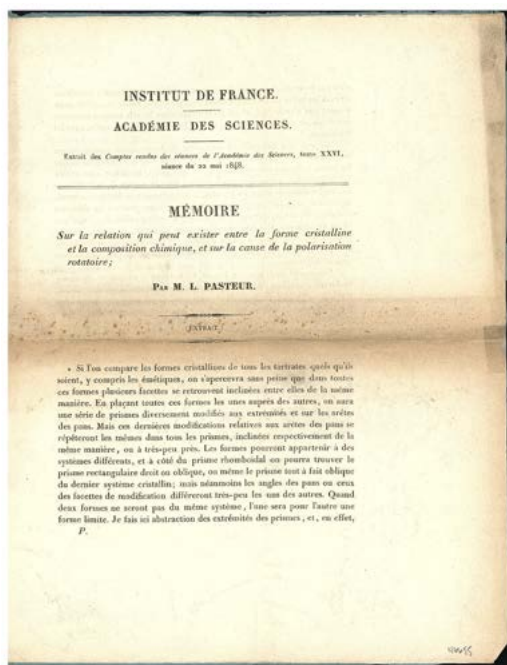 INSTITUT DE FRANCE.
ACADÉMIE DES SCIENCES.
Extrait des Comptes rendus des séances de l'Académie des Sciences, tome XXVI,
séance du 22 mai 1848.
MÉMOIRE
Sur la relation qui peut exister entre la forme cristalline
et la composition chimique, et sur la cause de la polarisation
rotatoire;
PAR M. L. PASTEUR.
EXTRAIT.
« Si l'on compare les formes cristallines de tous les tartrates quels qu'ils
soient, y compris les émétiques, on s'apercevra sans peine que dans toutes
ces formes plusieurs facettes se retrouvent inclinées entre elles de la même
manière. En plaçant toutes ces formes les unes auprès des autres, on aura
une série de prismes diversement modifiés aux extrémités et sur les arêtes
des pans. Mais ces dernières modifications relatives aux arêtes des pans se
répéteront les mêmes dans tous les prismes, inclinées respectivement de la
même manière, ou à très-peu près. Les formes pourront appartenir à des
systèmes différents, et à côté du prisme rhomboïdal on pourra trouver le
prisme rectangulaire droit ou oblique, ou même le prisme tout à fait oblique
du dernier système cristallin; mais néanmoins les angles des pans ou ceux
des facettes de modification différeront très-peu les uns des autres. Quand
deux formes ne seront pas du même système, l'une sera pour l'autre une
forme limite. Je fais ici abstraction des extrémités des prismes, et, en effet,
P.